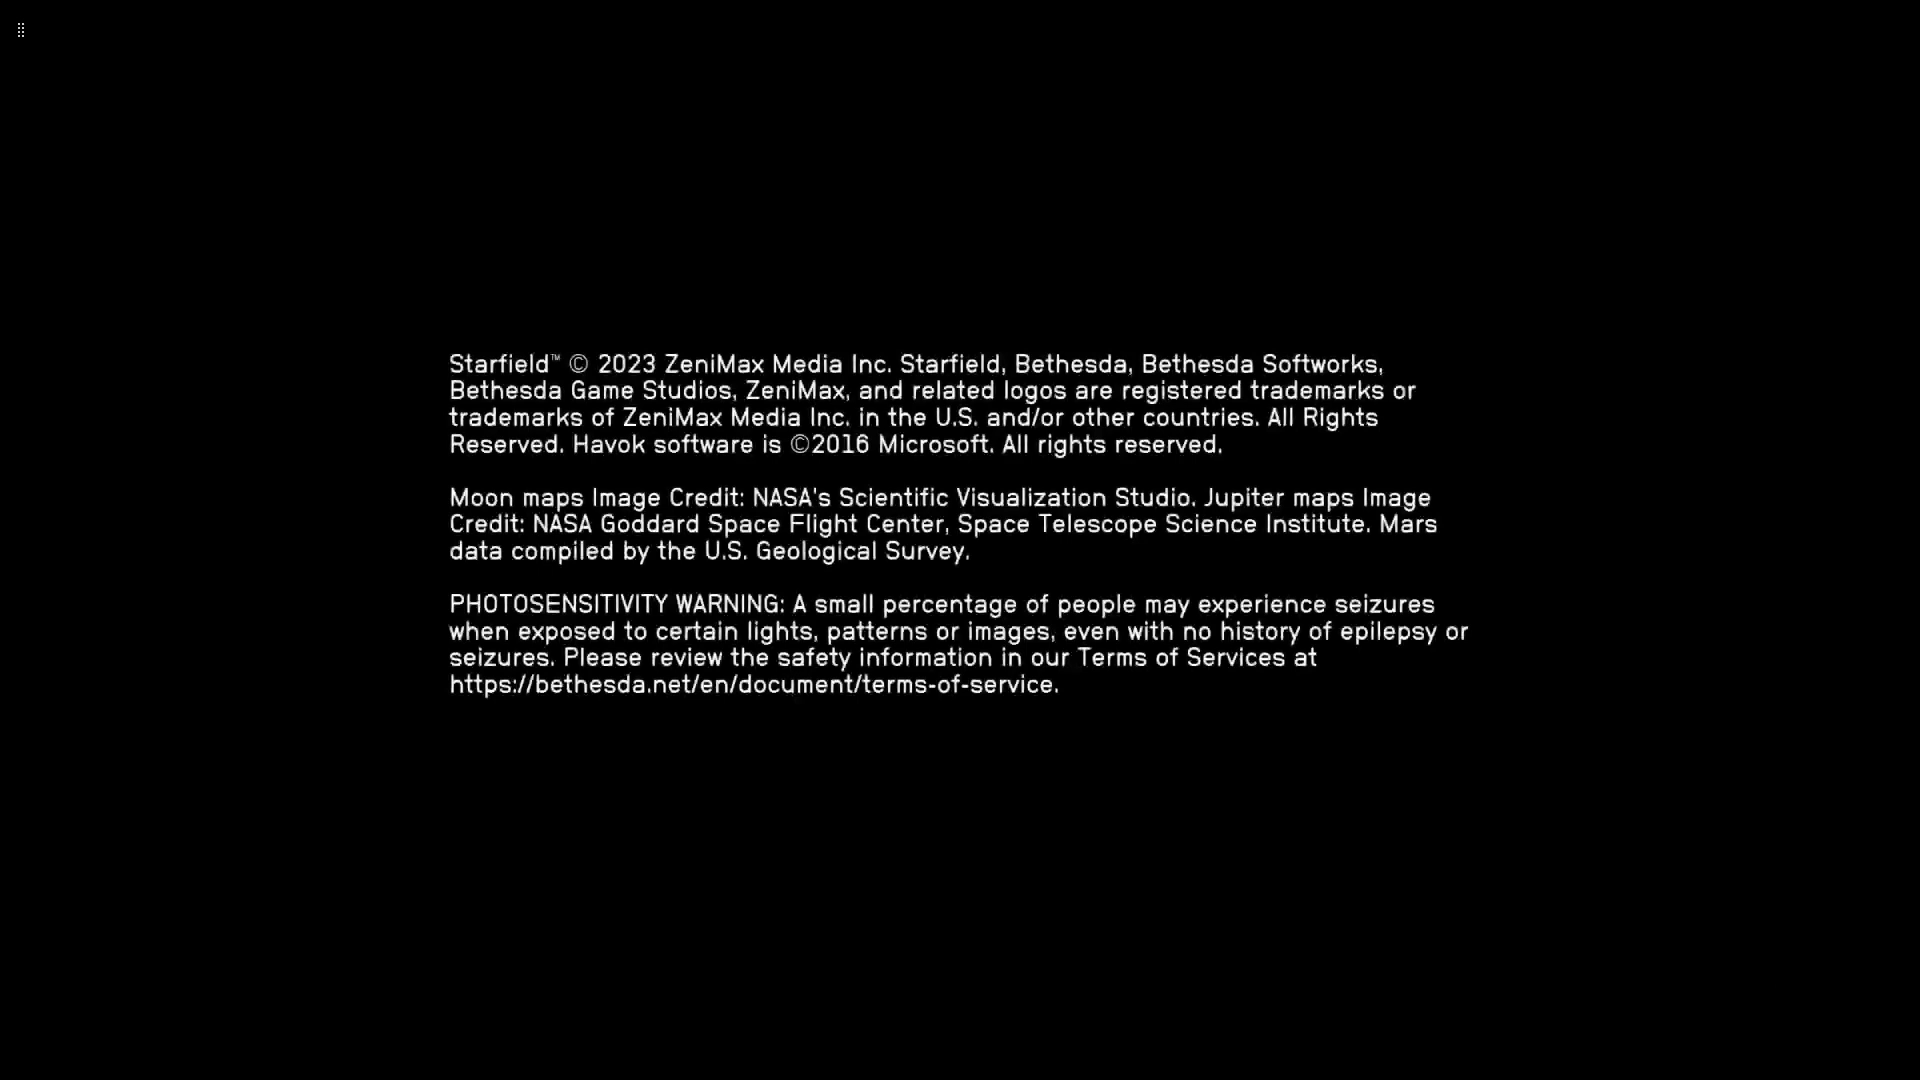 Starfield™ © 2023 ZeniMax Media Inc. Starfield, Bethesda, Bethesda Softworks,
Bethesda Game Studios, ZeniMax, and related logos are registered trademarks or
trademarks of ZeniMax Media Inc. in the U.S. and/or other countries. All Rights
Reserved. Havok software is ©2016 Microsoft. All rights reserved.
Moon maps Image Credit: NASA's Scientific Visualization Studio. Jupiter maps Image
Credit: NASA Goddard Space Flight Center, Space Telescope Science Institute. Mars
data compiled by the U.S. Geological Survey.
PHOTOSENSITIVITY WARNING: A small percentage of people may experience seizures
when exposed to certain lights, patterns or images, even with no history of epilepsy or
seizures. Please review the safety information in our Terms of Services at
https://bethesda.net/en/document/terms-of-service.